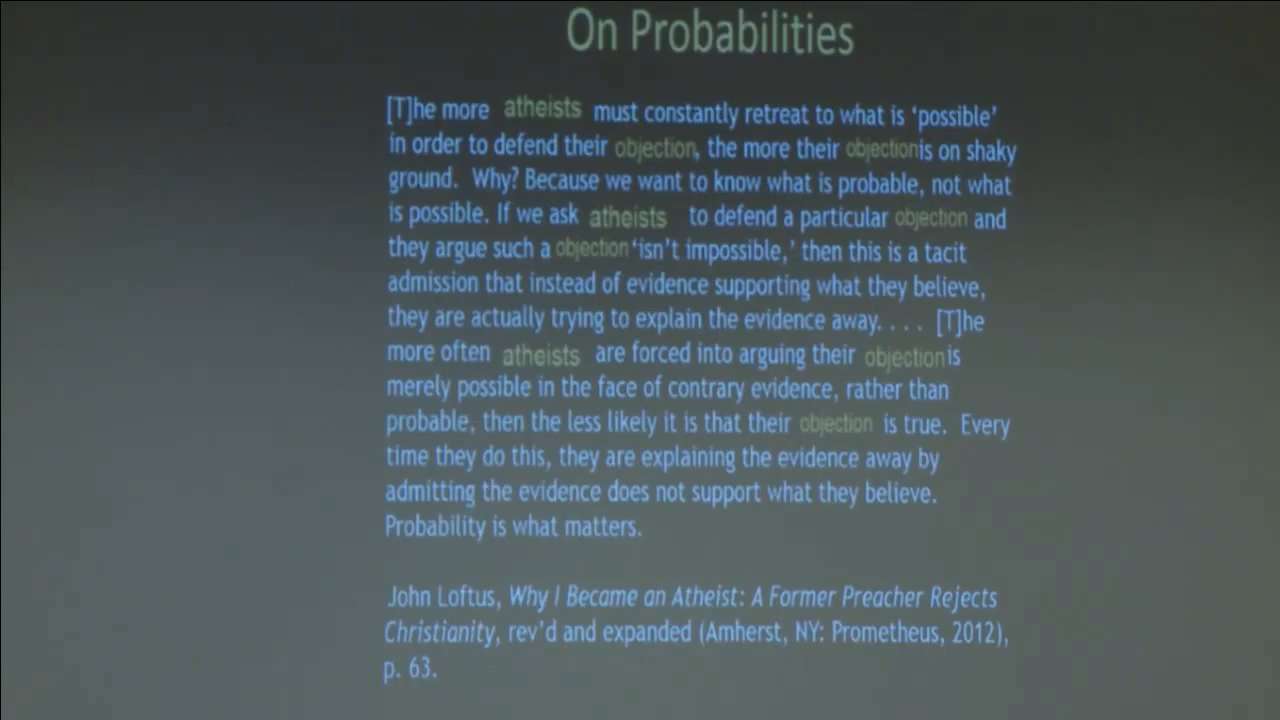 On Probabilities
[T]he more atheists must constantly retreat to what is ‘possible’
in order to defend their objection, the more their objection is on shaky
ground. Why? Because we want to know what is probable, not what
is possible. If we ask atheists to defend a particular objection and
they argue such a objection ‘isn’t impossible,’ then this is a tacit
admission that instead of evidence supporting what they believe,
they are actually trying to explain the evidence away. . . . [T]he
more often atheists are forced into arguing their objection is
merely possible in the face of contrary evidence, rather than
probable, then the less likely it is that their objection is true. Every
time they do this, they are explaining the evidence away by
admitting the evidence does not support what they believe.
Probability is what matters.
John Loftus, Why I Became an Atheist: A Former Preacher Rejects
Christianity, rev’d and expanded (Amherst, NY: Prometheus, 2012),
p. 63.